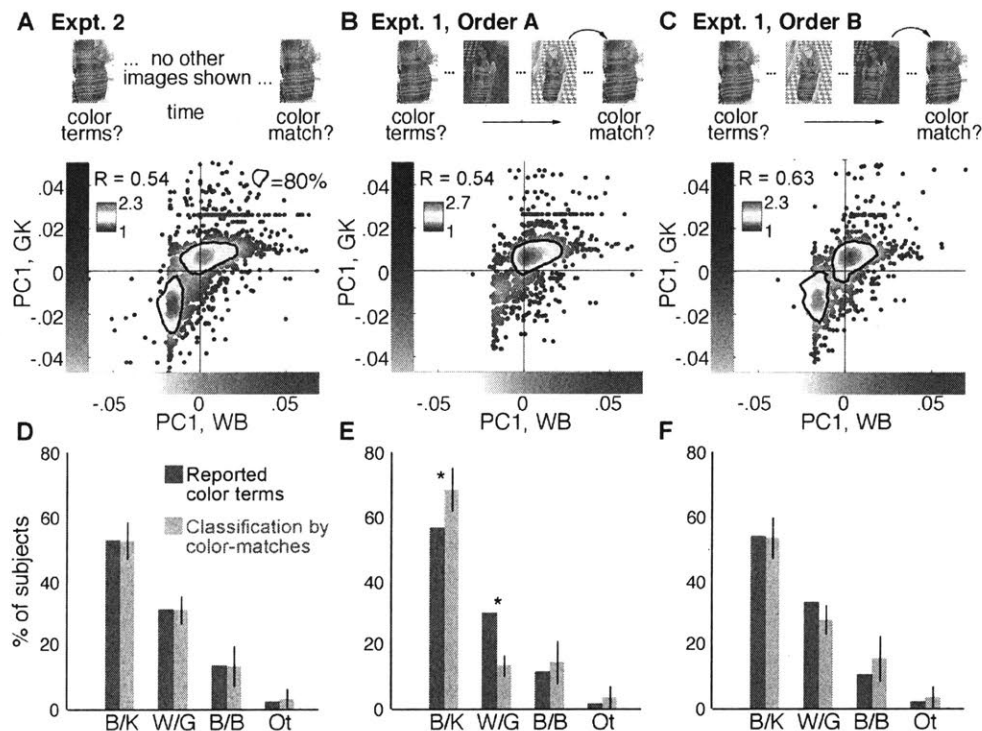 A Expt. 2
... no other
images shown ...
color
terms?
time
color
match?
B Expt. 1, Order A
... ... ...
color
terms?
color
match?
C Expt. 1, Order B
... ... ...
color
terms?
color
match?
PC1, GK
.04
.02
0
-.02
-.04
R = 0.54
=80%
2.3
1
-.05 0 .05
PC1, WB
PC1, GK
.04
.02
0
-.02
-.04
R = 0.54
2.7
1
-.05 0 .05
PC1, WB
PC1, GK
.04
.02
0
-.02
-.04
R = 0.63
2.3
1
-.05 0 .05
PC1, WB
D
% of subjects
80
60
40
20
0
Reported
color terms
Classification by
color-matches
B/K W/G B/B Ot
E
80
60
40
20
0
*
*
B/K W/G B/B Ot
F
80
60
40
20
0
B/K W/G B/B Ot